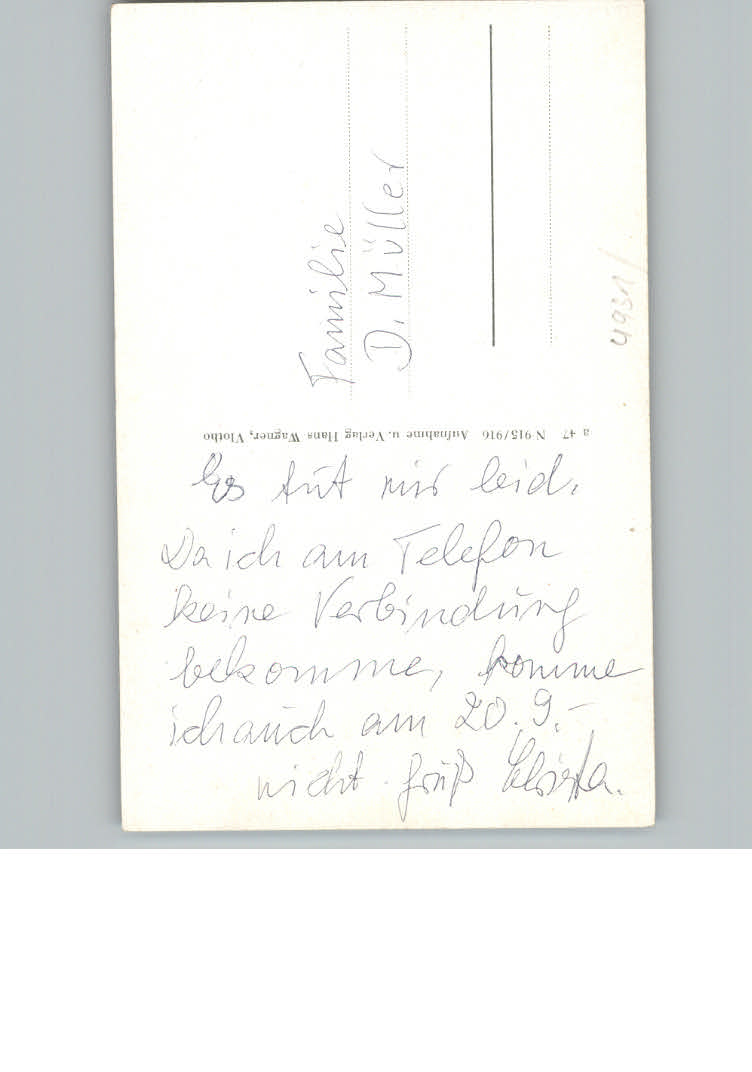 Familie
D. Müller
4931/
a 47 N 915/916 Aufnahme u. Verlag Hans Wagner, Vlotho
Es tut mir leid.
Da ich am Telefon
keine Verbindung
bekomme, komme
ich auch am 20.9.-
nicht. Gruß Christa.